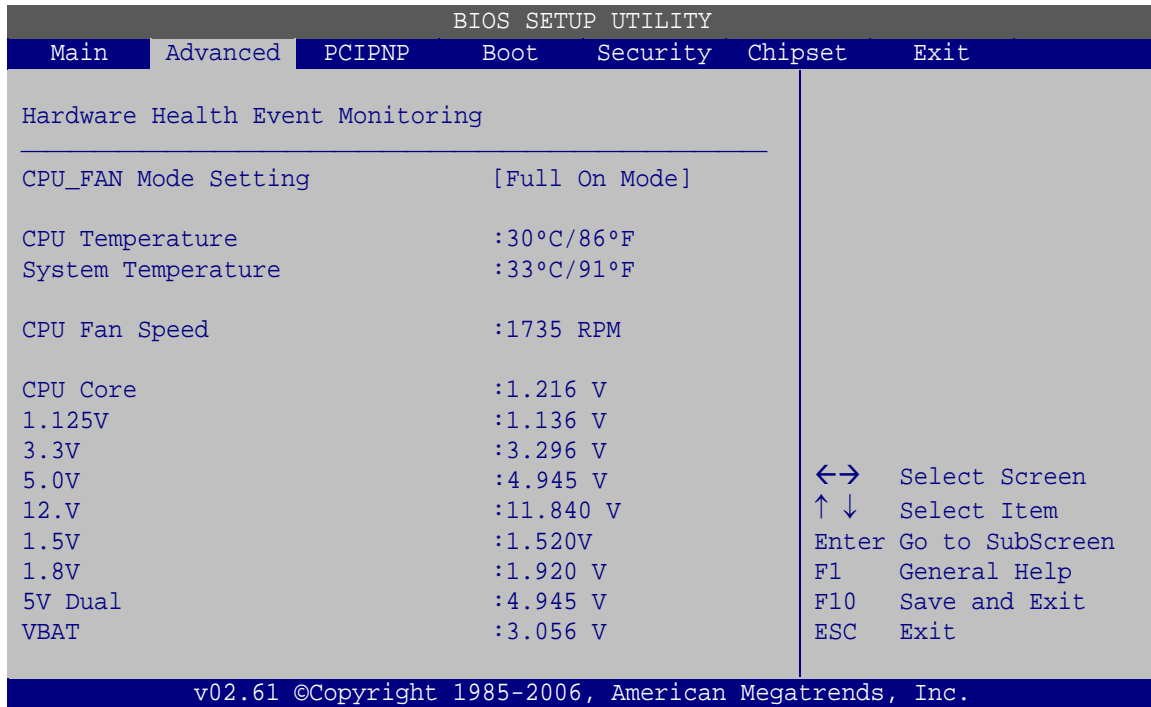 BIOS SETUP UTILITY
Main Advanced PCIPNP Boot Security Chipset Exit
Hardware Health Event Monitoring
CPU_FAN Mode Setting [Full On Mode]
CPU Temperature :30ºC/86ºF
System Temperature :33ºC/91ºF
CPU Fan Speed :1735 RPM
CPU Core :1.216 V
1.125V :1.136 V
3.3V :3.296 V
5.0V :4.945 V
12.V :11.840 V
1.5V :1.520V
1.8V :1.920 V
5V Dual :4.945 V
VBAT :3.056 V
←→ Select Screen
↑ ↓ Select Item
Enter Go to SubScreen
F1 General Help
F10 Save and Exit
ESC Exit
v02.61 ©Copyright 1985-2006, American Megatrends, Inc.